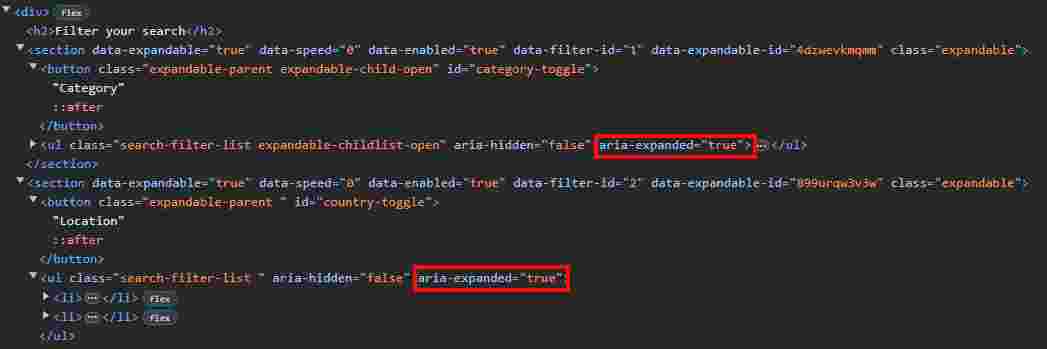 <div> flex
<h2>Filter your search</h2>
<section data-expandable="true" data-speed="0" data-enabled="true" data-filter-id="1" data-expandable-id="4dzwevkmqmm" class="expandable">
<button class="expandable-parent expandable-child-open" id="category-toggle">
"Category"
::after
</button>
<ul class="search-filter-list expandable-childlist-open" aria-hidden="false" aria-expanded="true"> … </ul>
</section>
<section data-expandable="true" data-speed="0" data-enabled="true" data-filter-id="2" data-expandable-id="899urqw3v3w" class="expandable">
<button class="expandable-parent " id="country-toggle">
"Location"
::after
</button>
<ul class="search-filter-list " aria-hidden="false" aria-expanded="true">
<li> … </li> flex
<li> … </li> flex
</ul>